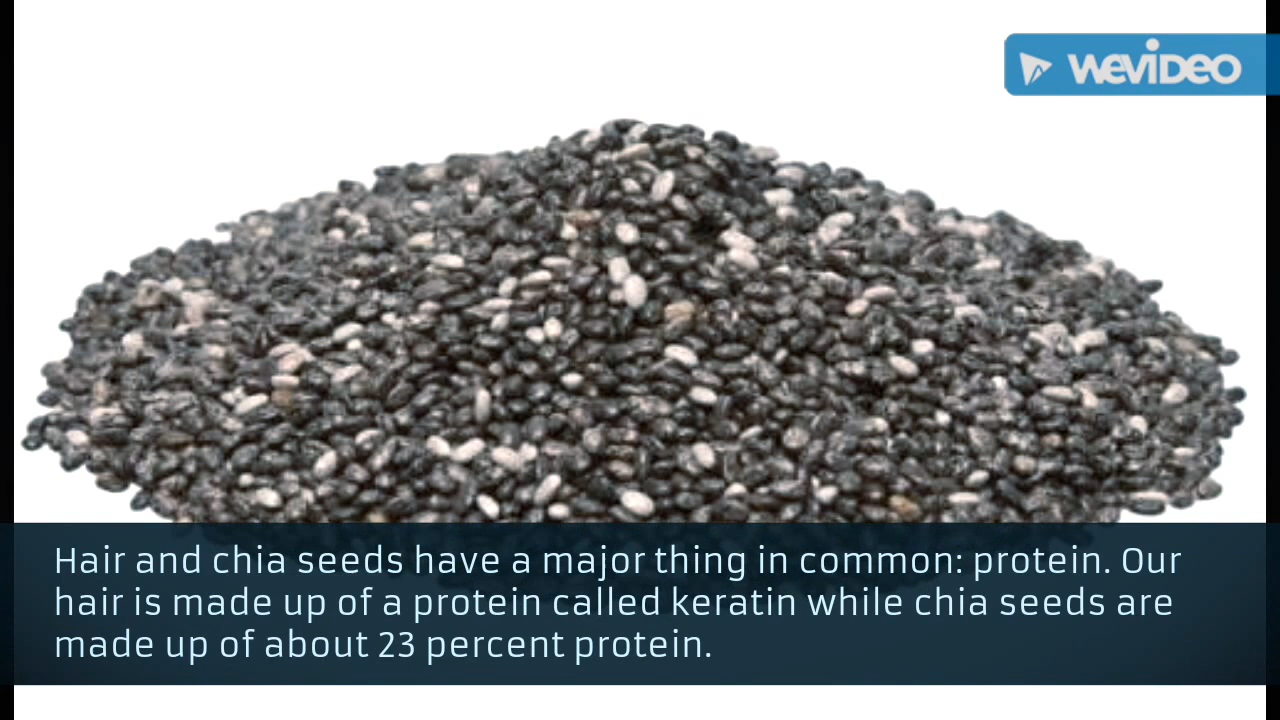 WEVIDEO
Hair and chia seeds have a major thing in common: protein. Our
hair is made up of a protein called keratin while chia seeds are
made up of about 23 percent protein.